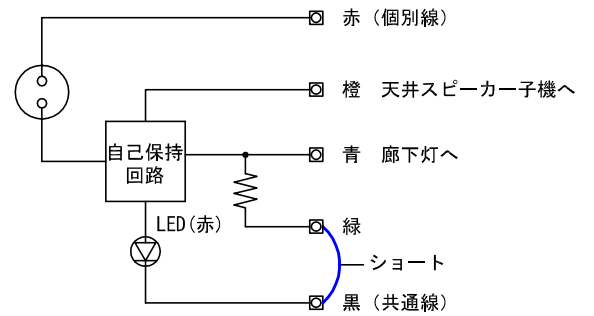 赤（個別線）
橙　天井スピーカー子機へ
自己保持
回路
青　廊下灯へ
LED(赤)
緑
ショート
黒（共通線）